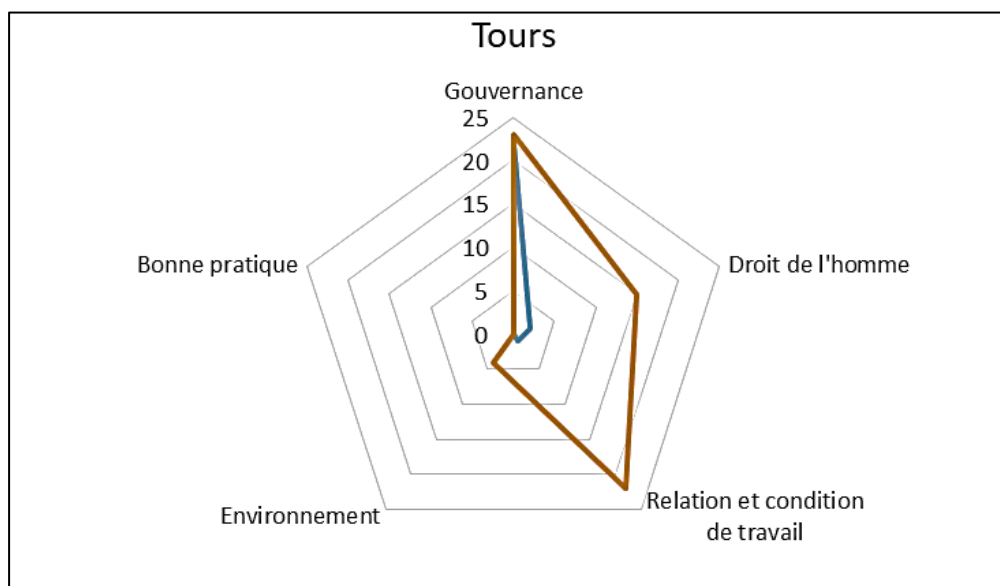 Tours
Gouvernance
25
20
15
10
5
0
Droit de l'homme
Relation et condition
de travail
Environnement
Bonne pratique